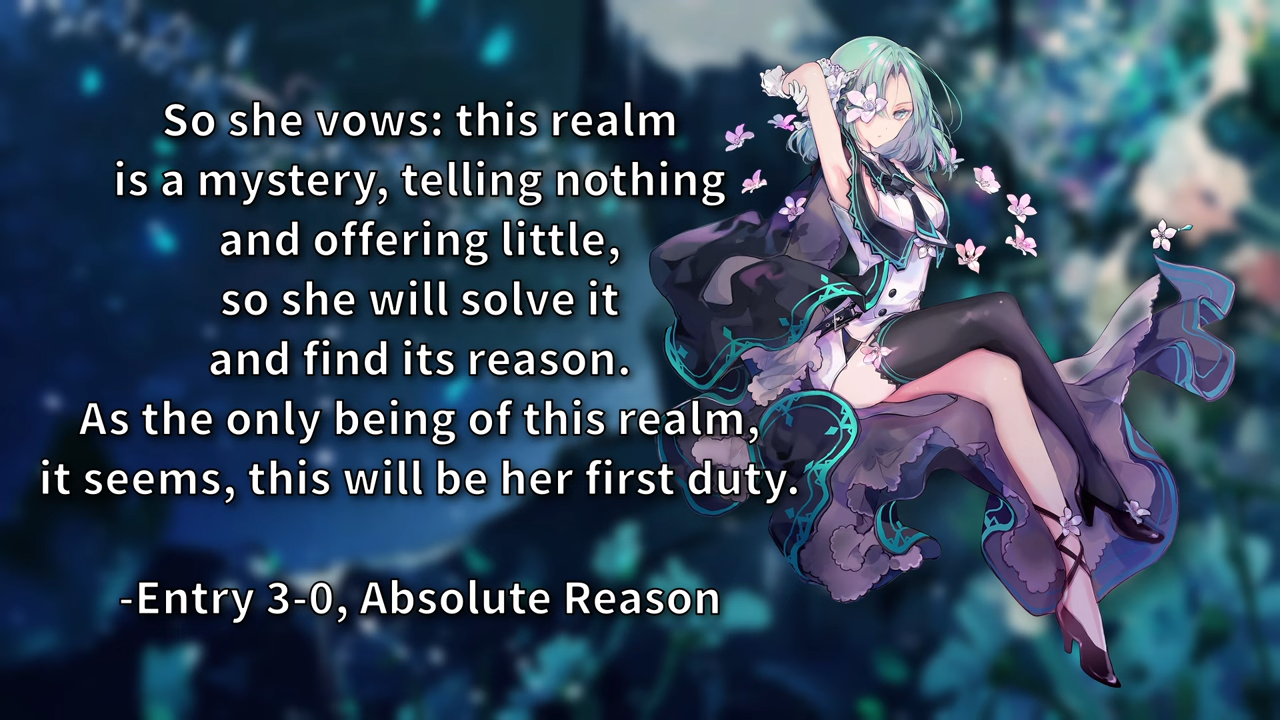 So she vows: this realm
is a mystery, telling nothing
and offering little,
so she will solve it
and find its reason.
As the only being of this realm,
it seems, this will be her first duty.
-Entry 3-0, Absolute Reason